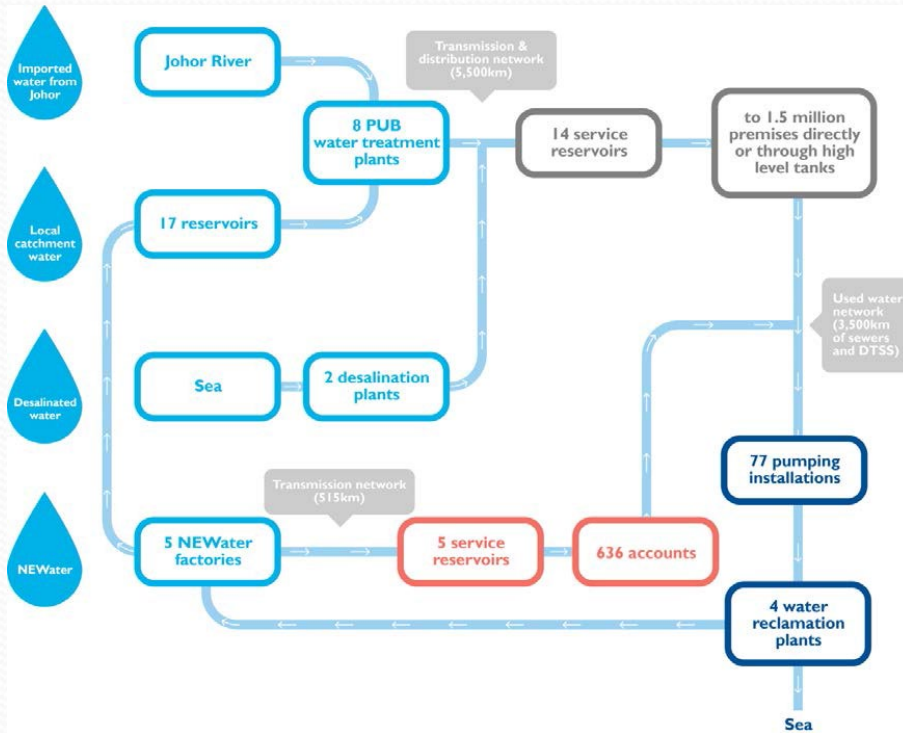 Imported
water from
Johor
Johor River
Transmission &
distribution network
(5,500km)
8 PUB
water treatment
plants
14 service
reservoirs
to 1.5 million
premises directly
or through high
level tanks
Local
catchment
water
17 reservoirs
Used water
network
(3,500km
of sewers
and DTSS)
Desalinated
water
Sea
2 desalination
plants
77 pumping
installations
Transmission network
(515km)
NEWater
5 NEWater
factories
5 service
reservoirs
636 accounts
4 water
reclamation
plants
Sea